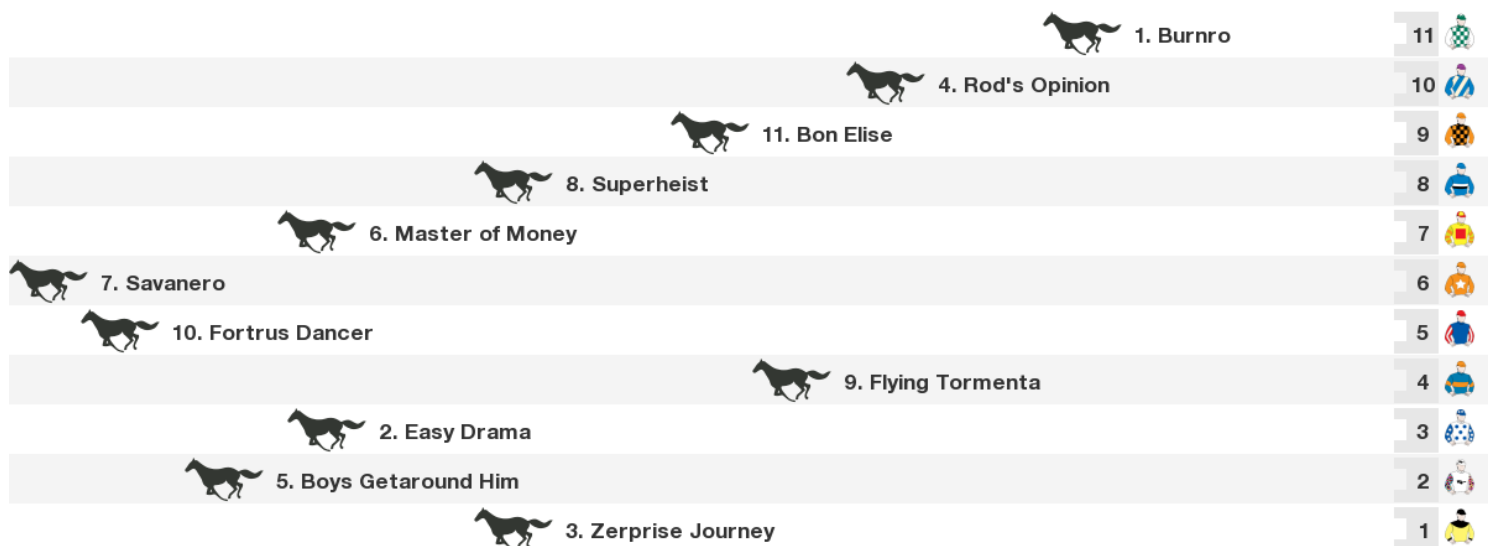 1. Burnro 11
4. Rod's Opinion 10
11. Bon Elise 9
8. Superheist 8
6. Master of Money 7
7. Savanero 6
10. Fortrus Dancer 5
9. Flying Tormenta 4
2. Easy Drama 3
5. Boys Getaround Him 2
3. Zerprise Journey 1